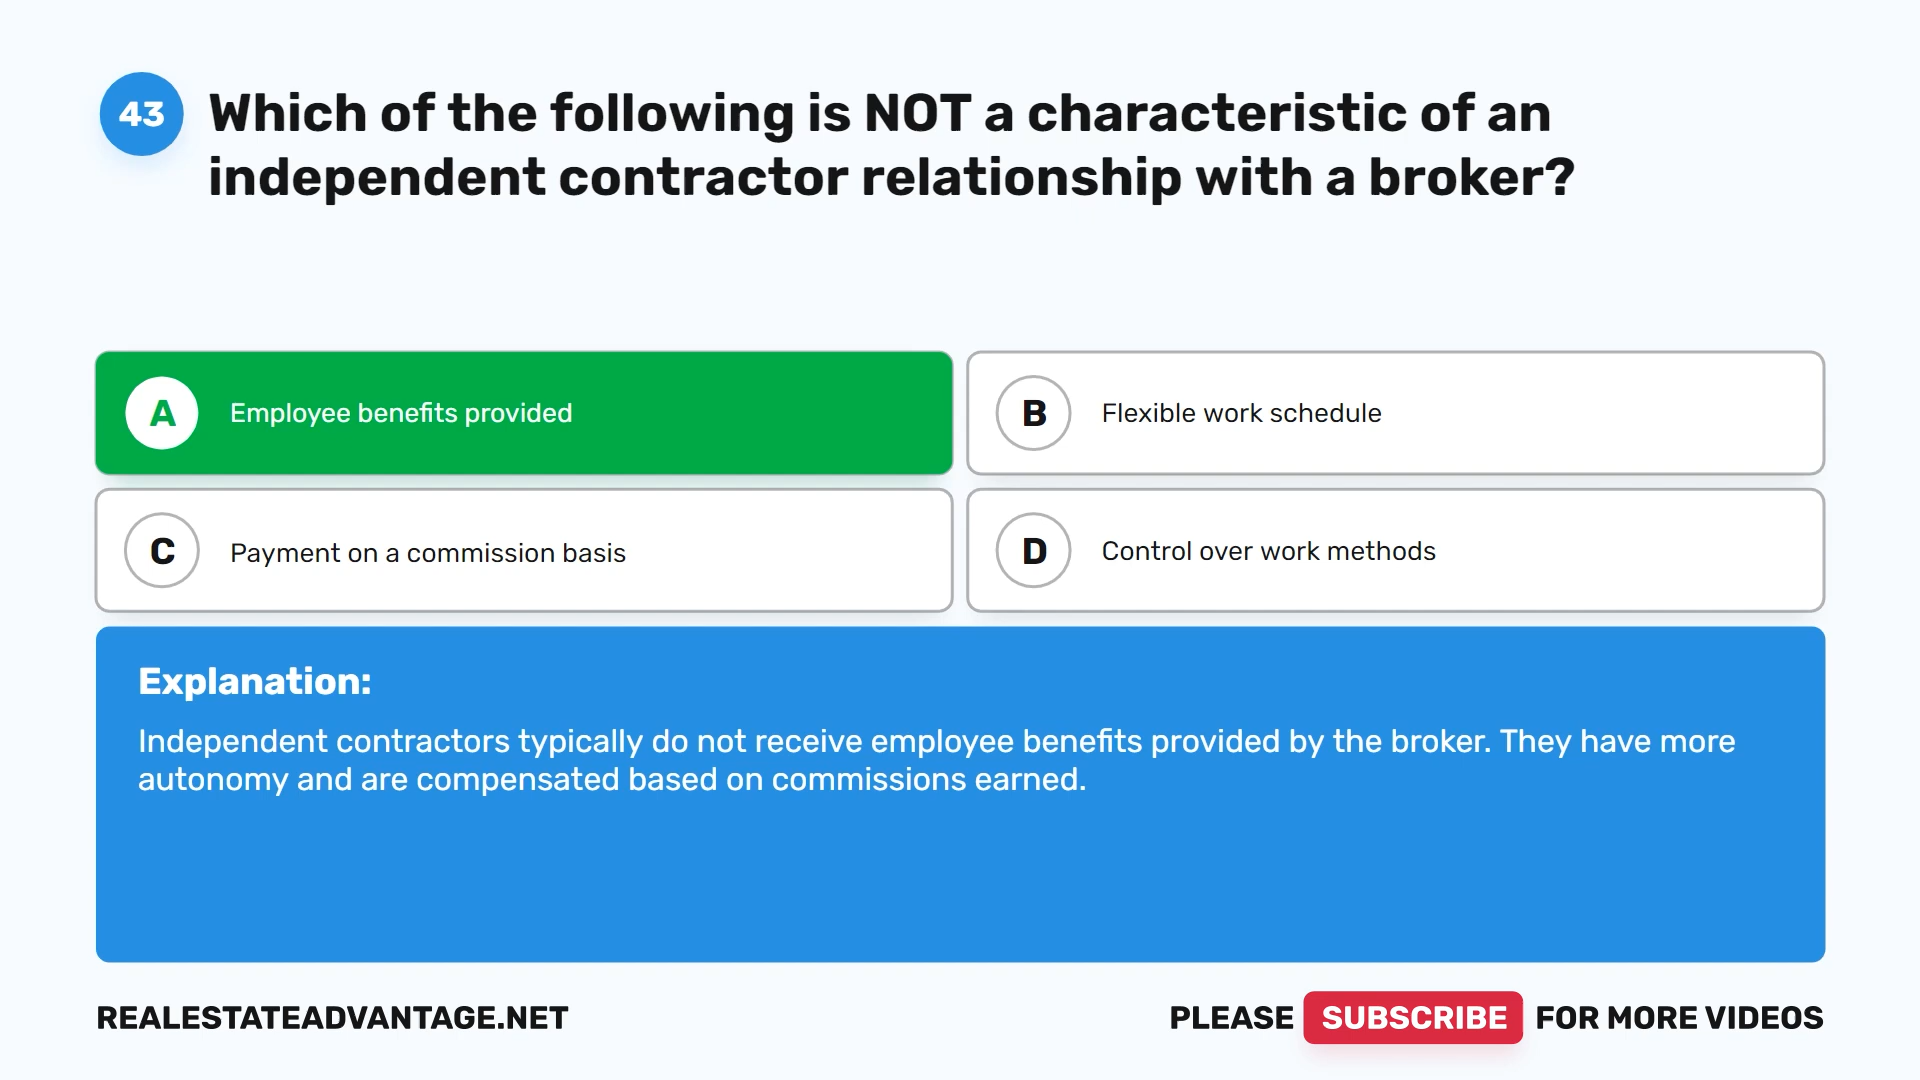 43
Which of the following is NOT a characteristic of an
independent contractor relationship with a broker?
A Employee benefits provided
B Flexible work schedule
C Payment on a commission basis
D Control over work methods
Explanation:
Independent contractors typically do not receive employee benefits provided by the broker. They have more
autonomy and are compensated based on commissions earned.
REALESTATEADVANTAGE.NET
PLEASE SUBSCRIBE FOR MORE VIDEOS